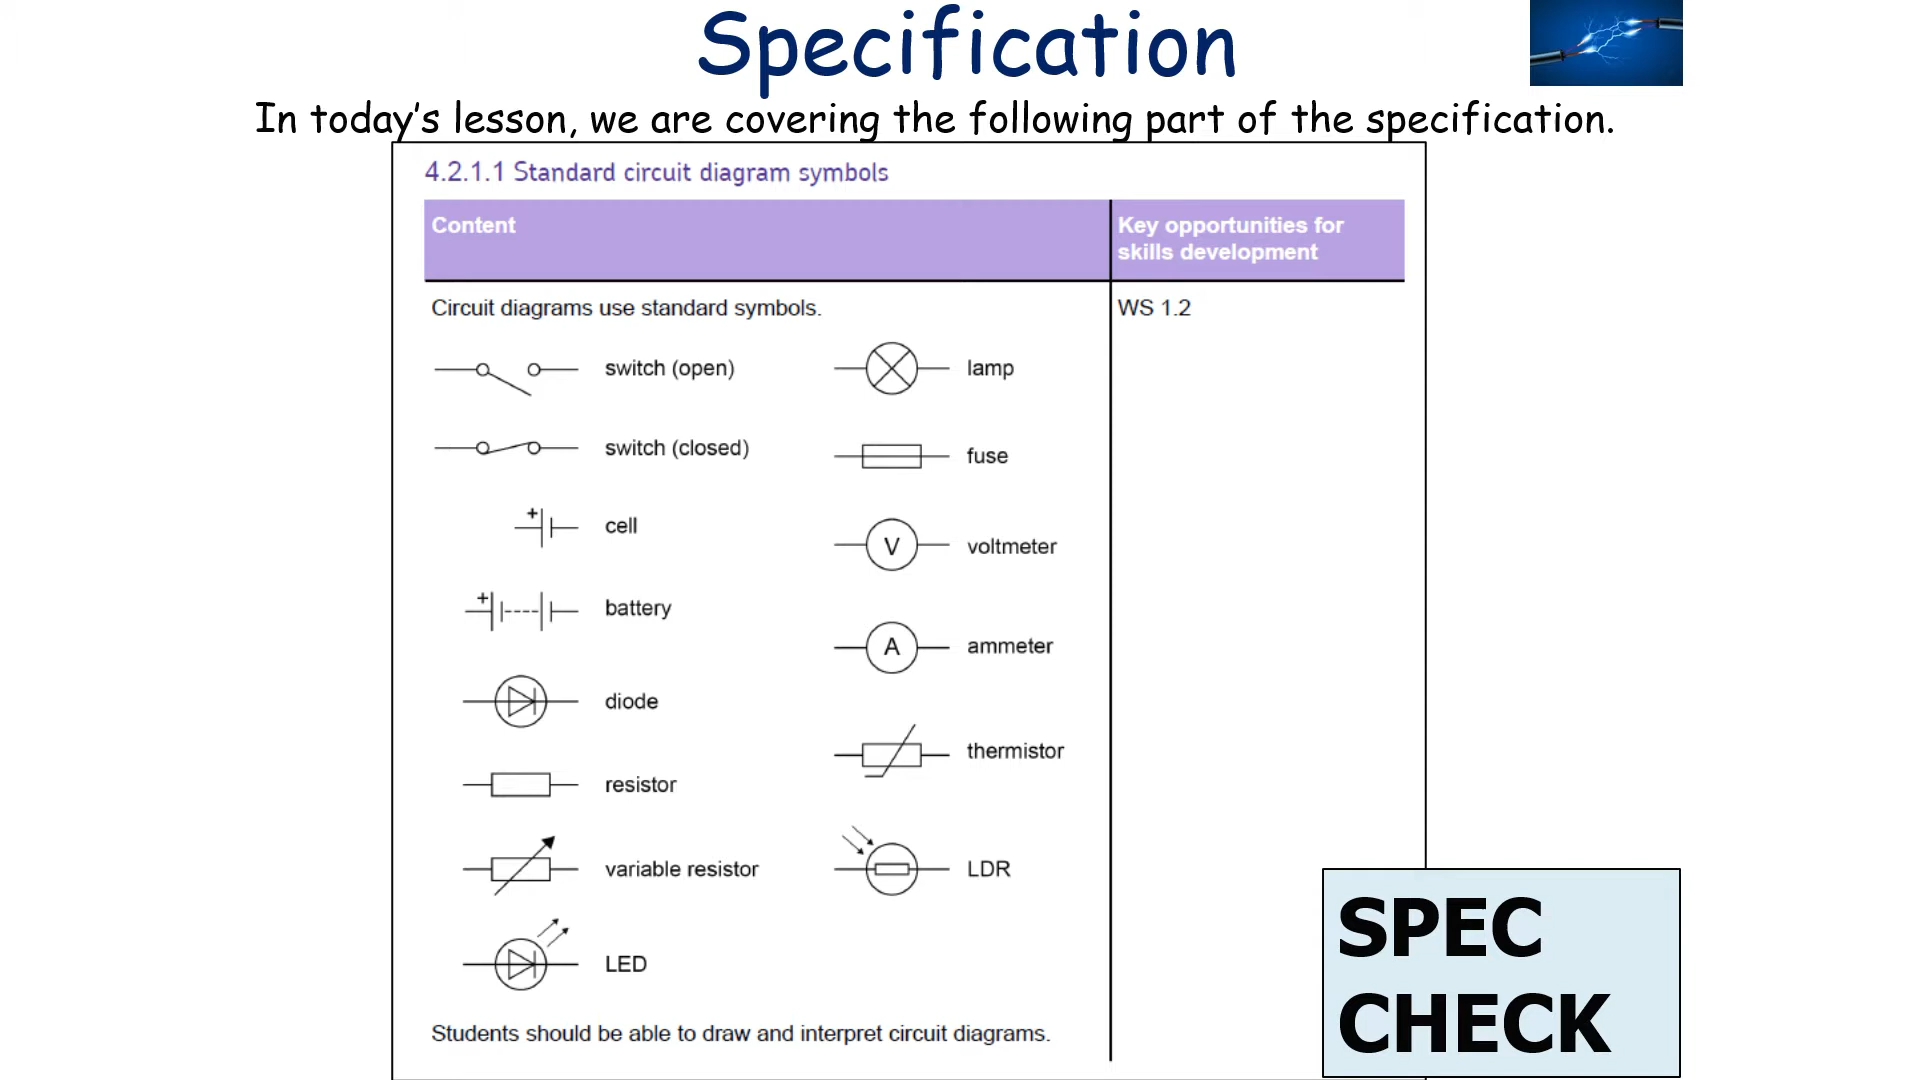 Specification
In today's lesson, we are covering the following part of the specification.
4.2.1.1 Standard circuit diagram symbols
Content
Key opportunities for
skills development
Circuit diagrams use standard symbols.
WS 1.2
switch (open)
lamp
switch (closed)
fuse
+
cell
V
voltmeter
+
battery
A
ammeter
diode
thermistor
resistor
variable resistor
LDR
LED
Students should be able to draw and interpret circuit diagrams.
SPEC
CHECK